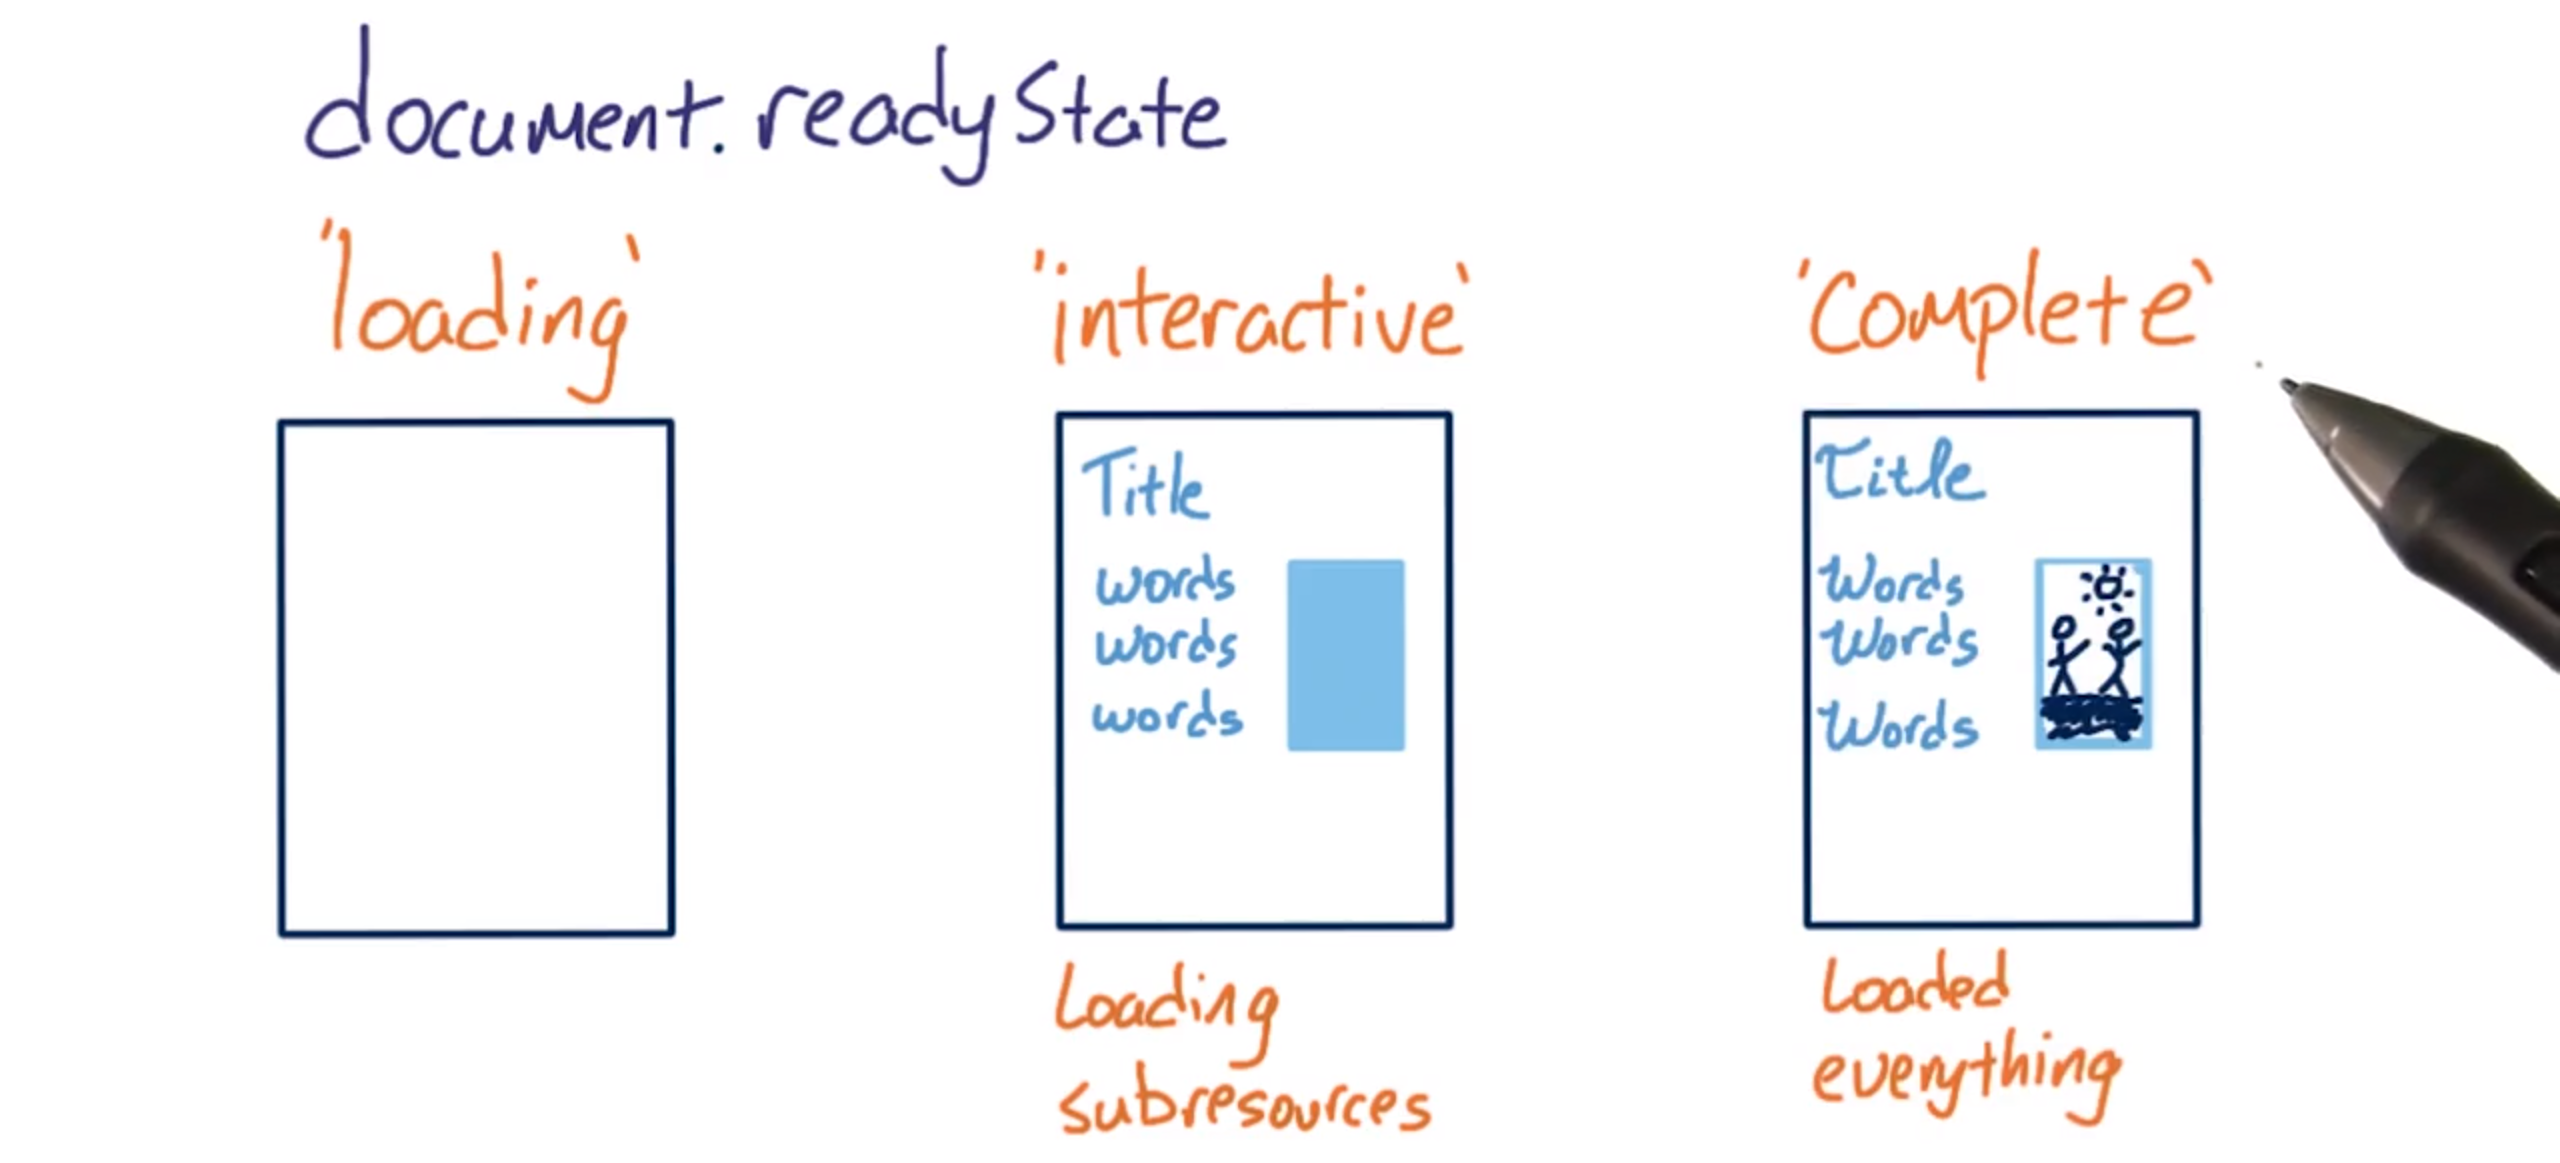 document.readyState
'loading'
'interactive'
'Complete'
Title
words
words
words
Title
Words
Words
Words
Loading
subresources
Loaded
everything